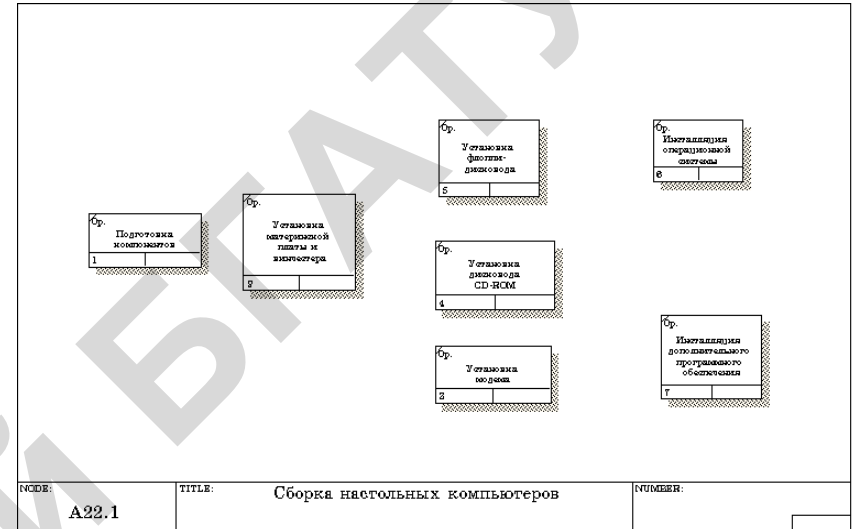 0р.
Подготовка
компонентов
1
0р.
Установка
материнской
платы и
винчестера
0р.
Установка
флоппи-
дисковода
5
0р.
Установка
дисковода
CD-ROM
4
0р.
Установка
модема
0р.
Инсталляция
операционной
системы
6
0р.
Инсталляция
дополнительного
программного
обеспечения
7
NODE:
A22.1
TITLE:
Сборка настольных компьютеров
NUMBER:
Й БГАТУ